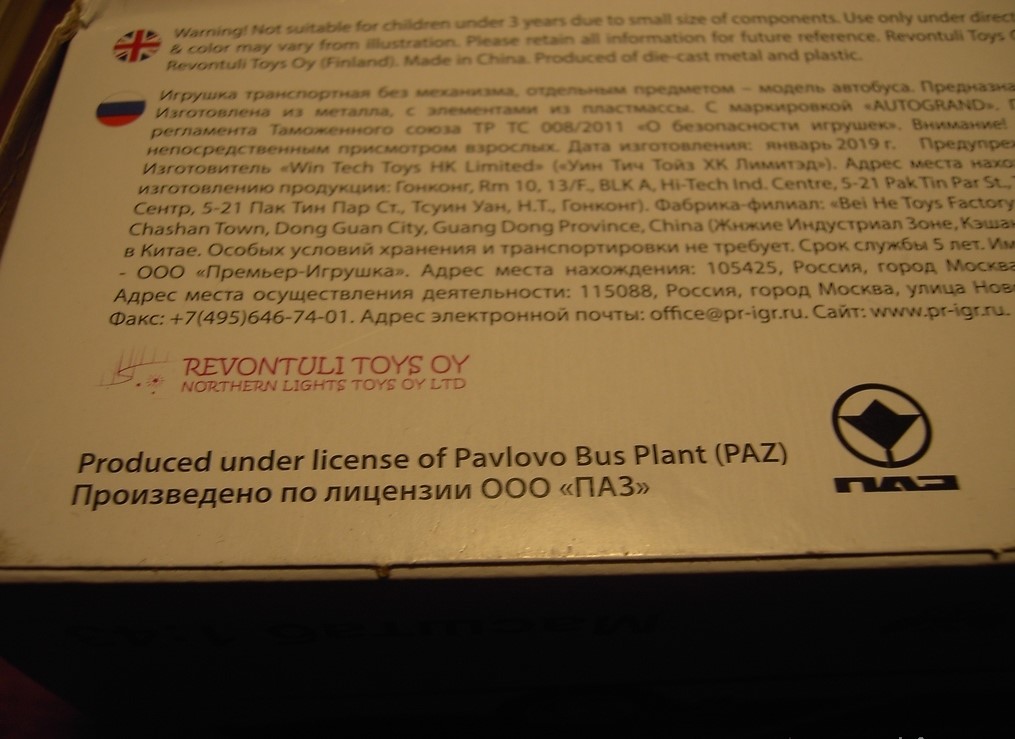 Warning! Not suitable for children under 3 years due to small size of components. Use only under direct
& color may vary from illustration. Please retain all information for future reference. Revontuli Toys
Revontuli Toys Oy (Finland). Made in China. Produced of die-cast metal and plastic.
Игрушка транспортная без механизма, отдельным предметом – модель автобуса. Предназна
Изготовлена из металла, с элементами из пластмассы. С маркировкой «AUTOGRAND».
регламента Таможенного союза ТР ТС 008/2011 «О безопасности игрушек». Внимание!
непосредственным присмотром взрослых. Дата изготовления: январь 2019 г. Предупре
Изготовитель «Win Tech Toys HK Limited» («Уин Тич Тойз ХК Лимитэд»). Адрес места нахо
изготовлению продукции: Гонконг, Rm 10, 13/F., BLK A, Hi-Tech Ind. Centre, 5-21 Pak Tin Par St.,
Сентр, 5-21 Пак Тин Пар Ст., Тсуин Уан, Н.Т., Гонконг). Фабрика-филиал: «Bei He Toys Factory
Chashan Town, Dong Guan City, Guang Dong Province, China (Жнжие Индустриал Зоне, Кэша
в Китае. Особых условий хранения и транспортировки не требует. Срок службы 5 лет. Им
- ООО «Премьер-Игрушка». Адрес места нахождения: 105425, Россия, город Москва
Адрес места осуществления деятельности: 115088, Россия, город Москва, улица Нов
Факс: +7(495)646-74-01. Адрес электронной почты: office@pr-igr.ru. Сайт: www.pr-igr.ru.
REVONTULI TOYS OY
NORTHERN LIGHTS TOYS OY LTD
Produced under license of Pavlovo Bus Plant (PAZ)
Произведено по лицензии ООО «ПАЗ»
ПАЗ
Масштаб 1:43